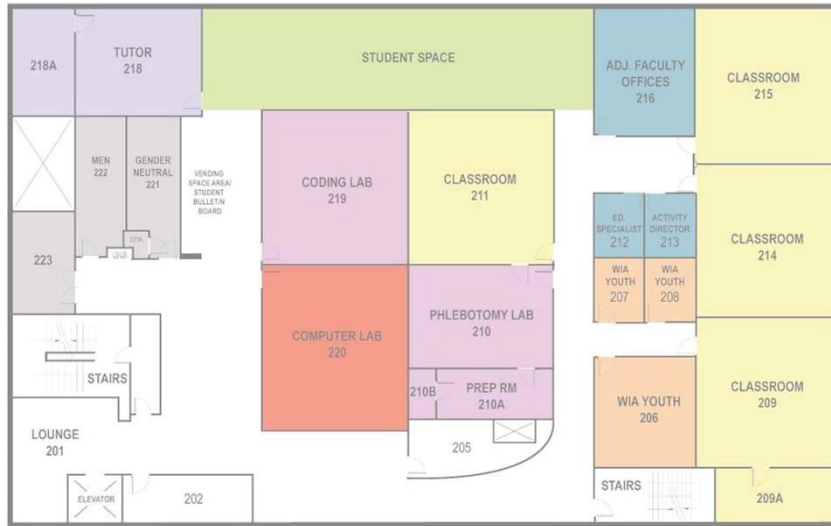 218A
TUTOR
218
STUDENT SPACE
ADJ. FACULTY
OFFICES
216
CLASSROOM
215
MEN
222
GENDER
NEUTRAL
221
VENDING
SPACE AREA/
STUDENT
BULLETIN
BOARD
CODING LAB
219
CLASSROOM
211
221A
223
ED.
SPECIALIST
212
ACTIVITY
DIRECTOR
213
CLASSROOM
214
WIA
YOUTH
207
WIA
YOUTH
208
COMPUTER LAB
220
PHLEBOTOMY LAB
210
STAIRS
210B
PREP RM
210A
WIA YOUTH
206
CLASSROOM
209
LOUNGE
201
205
ELEVATOR
202
STAIRS
209A